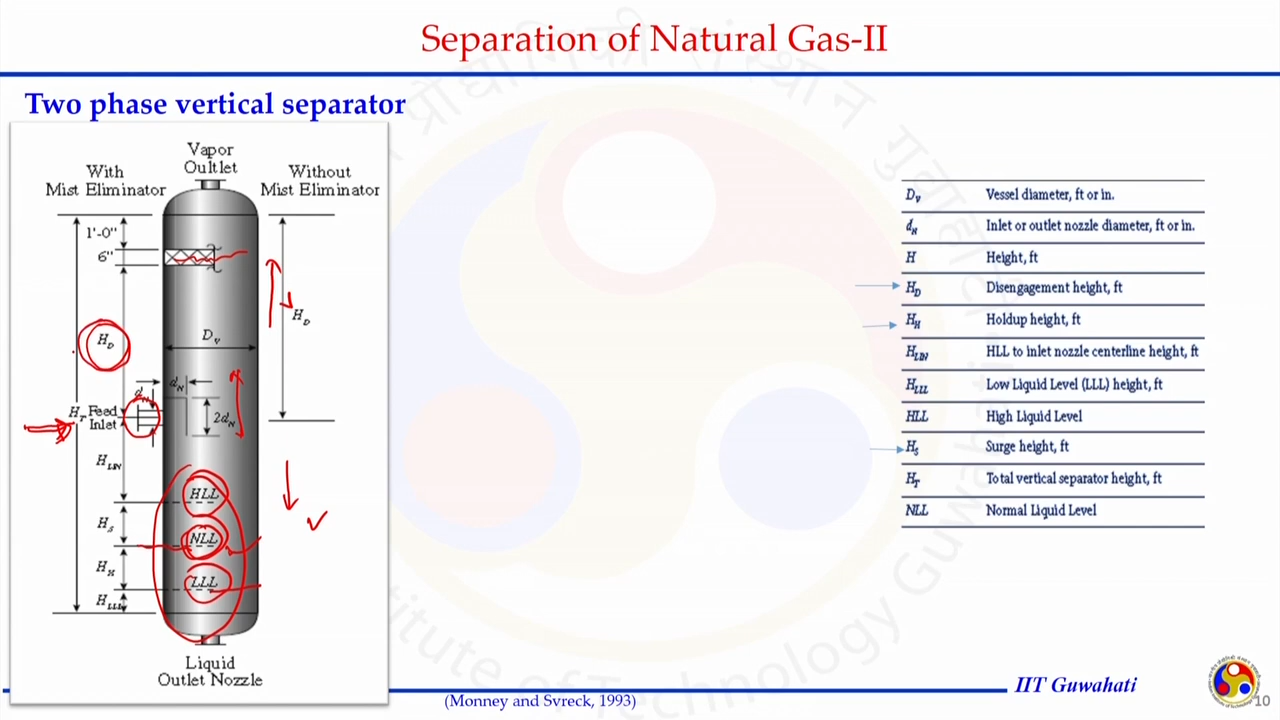 Separation of Natural Gas-II
Two phase vertical separator
Vapor
Oultlet
With
Mist Eliminator
Without
Mist Eliminator
1'-0"
6"
H_D
H_D
D_v
d_N
d_N
2d_N
H_T
Feed
Inlet
H_LIN
HLL
H_S
NLL
H_H
LLL
H_LLL
Liquid
Outlet Nozzle
D_v Vessel diameter, ft or in.
d_N Inlet or outlet nozzle diameter, ft or in.
H Height, ft
H_D Disengagement height, ft
H_H Holdup height, ft
H_LIN HLL to inlet nozzle centerline height, ft
H_LLL Low Liquid Level (LLL) height, ft
HLL High Liquid Level
H_S Surge height, ft
H_T Total vertical separator height, ft
NLL Normal Liquid Level
(Monney and Svreck, 1993)
IIT Guwahati
10